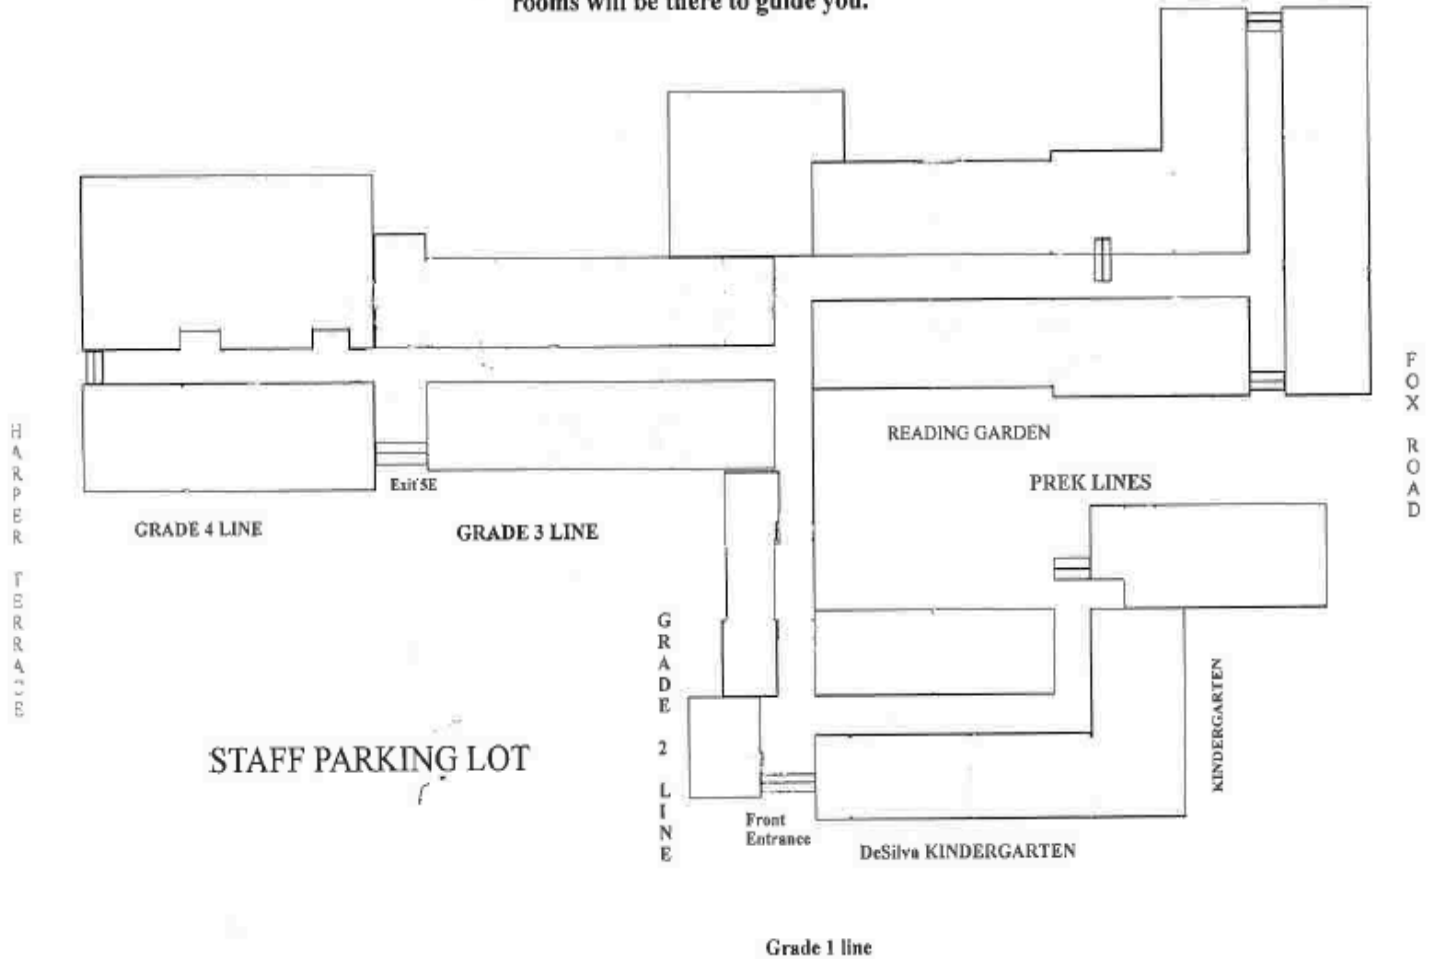 rooms will be there to guide you.
FOX ROAD
HARPER TERRACE
READING GARDEN
PREK LINES
Exit 5E
GRADE 4 LINE
GRADE 3 LINE
GRADE 2 LINE
KINDERGARTEN
STAFF PARKING LOT
Front
Entrance
DeSilva KINDERGARTEN
Grade 1 line